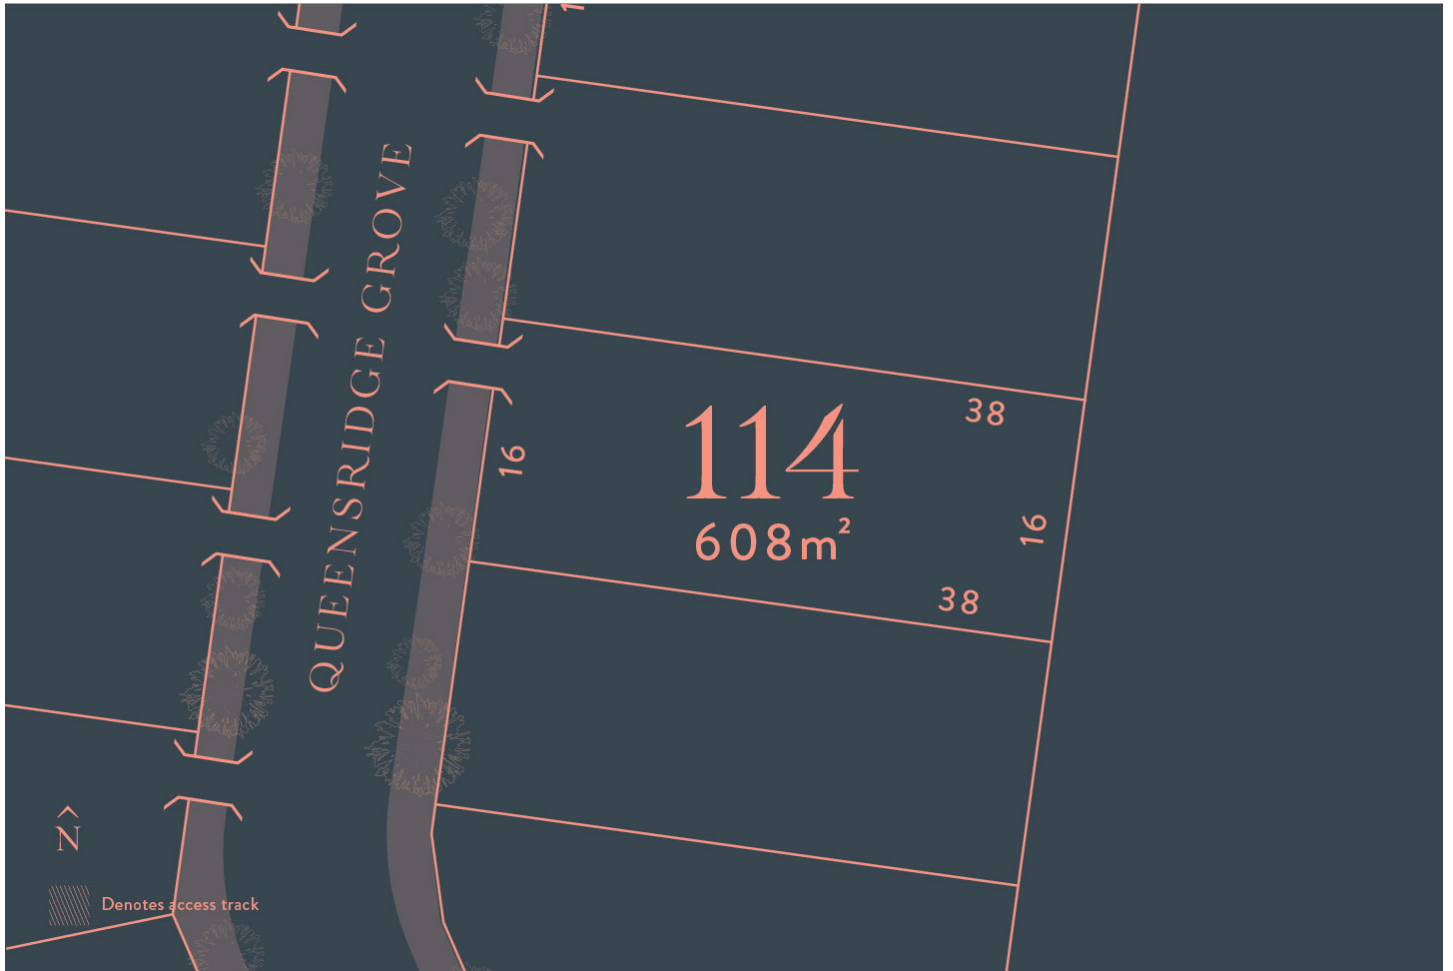 QUEENSRIDGE GROVE
38
16
114
608m²
16
38
N
Denotes access track